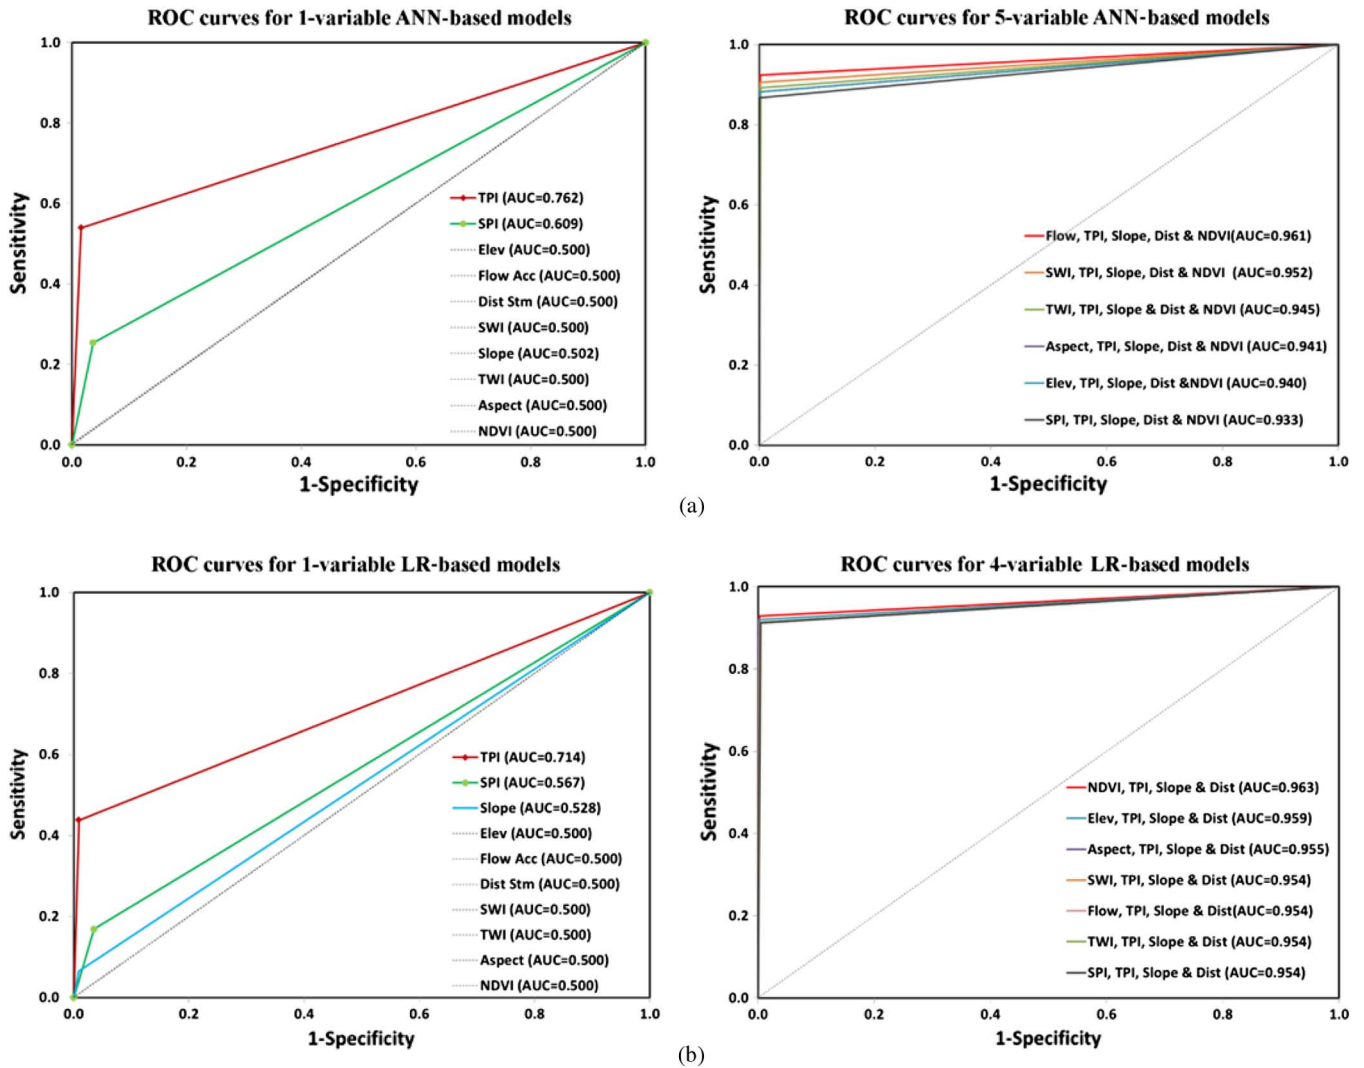 ROC curves for 1-variable ANN-based models
1.0
0.8
0.6
0.4
0.2
0.0
Sensitivity
TPI (AUC=0.762)
SPI (AUC=0.609)
Elev (AUC=0.500)
Flow Acc (AUC=0.500)
Dist Stm (AUC=0.500)
SWI (AUC=0.500)
Slope (AUC=0.502)
TWI (AUC=0.500)
Aspect (AUC=0.500)
NDVI (AUC=0.500)
0.0 0.2 0.4 0.6 0.8 1.0
1-Specificity
ROC curves for 5-variable ANN-based models
1.0
0.8
0.6
0.4
0.2
0.0
Sensitivity
Flow, TPI, Slope, Dist & NDVI(AUC=0.961)
SWI, TPI, Slope, Dist & NDVI (AUC=0.952)
TWI, TPI, Slope & Dist & NDVI (AUC=0.945)
Aspect, TPI, Slope, Dist & NDVI (AUC=0.941)
Elev, TPI, Slope, Dist &NDVI (AUC=0.940)
SPI, TPI, Slope, Dist & NDVI (AUC=0.933)
0.0 0.2 0.4 0.6 0.8 1.0
1-Specificity
(a)
ROC curves for 1-variable LR-based models
1.0
0.8
0.6
0.4
0.2
0.0
Sensitivity
TPI (AUC=0.714)
SPI (AUC=0.567)
Slope (AUC=0.528)
Elev (AUC=0.500)
Flow Acc (AUC=0.500)
Dist Stm (AUC=0.500)
SWI (AUC=0.500)
TWI (AUC=0.500)
Aspect (AUC=0.500)
NDVI (AUC=0.500)
0.0 0.2 0.4 0.6 0.8 1.0
1-Specificity
ROC curves for 4-variable LR-based models
1.0
0.8
0.6
0.4
0.2
0.0
Sensitivity
NDVI, TPI, Slope & Dist (AUC=0.963)
Elev, TPI, Slope & Dist (AUC=0.959)
Aspect, TPI, Slope & Dist (AUC=0.955)
SWI, TPI, Slope & Dist (AUC=0.954)
Flow, TPI, Slope & Dist(AUC=0.954)
TWI, TPI, Slope & Dist (AUC=0.954)
SPI, TPI, Slope & Dist (AUC=0.954)
0.0 0.2 0.4 0.6 0.8 1.0
1-Specificity
(b)